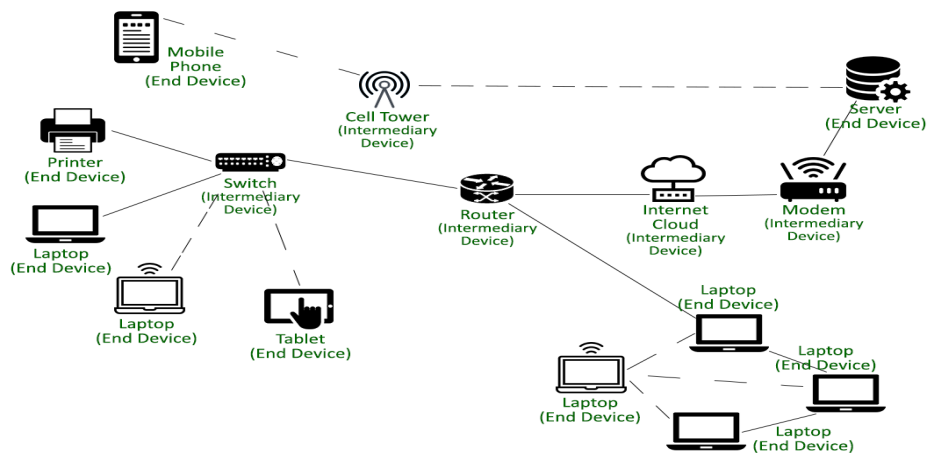 Mobile
Phone
(End Device)
Cell Tower
(Intermediary
Device)
Server
(End Device)
Printer
(End Device)
Switch
(Intermediary
Device)
Router
(Intermediary
Device)
Internet
Cloud
(Intermediary
Device)
Modem
(Intermediary
Device)
Laptop
(End Device)
Laptop
(End Device)
Tablet
(End Device)
Laptop
(End Device)
Laptop
(End Device)
Laptop
(End Device)
Laptop
(End Device)